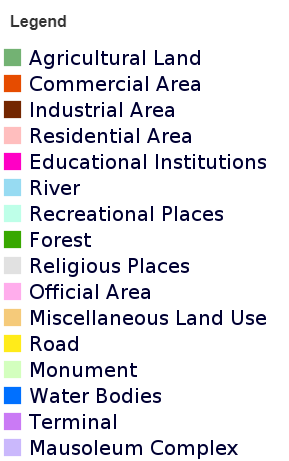 Legend
Agricultural Land
Commercial Area
Industrial Area
Residential Area
Educational Institutions
River
Recreational Places
Forest
Religious Places
Official Area
Miscellaneous Land Use
Road
Monument
Water Bodies
Terminal
Mausoleum Complex